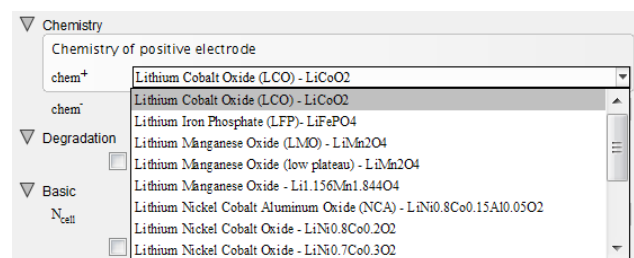 Chemistry
Chemistry of positive electrode
chem+ Lithium Cobalt Oxide (LCO) - LiCoO2
Lithium Cobalt Oxide (LCO) - LiCoO2
chem- Lithium Iron Phosphate (LFP)- LiFePO4
Lithium Manganese Oxide (LMO) - LiMn2O4
Degradation
Lithium Manganese Oxide (low plateau) - LiMn2O4
Lithium Manganese Oxide - Li1.156Mn1.844O4
Basic
Lithium Nickel Cobalt Aluminum Oxide (NCA) - LiNi0.8Co0.15Al0.05O2
Ncell Lithium Nickel Cobalt Oxide - LiNi0.8Co0.2O2
Lithium Nickel Cobalt Oxide - LiNi0.7Co0.3O2